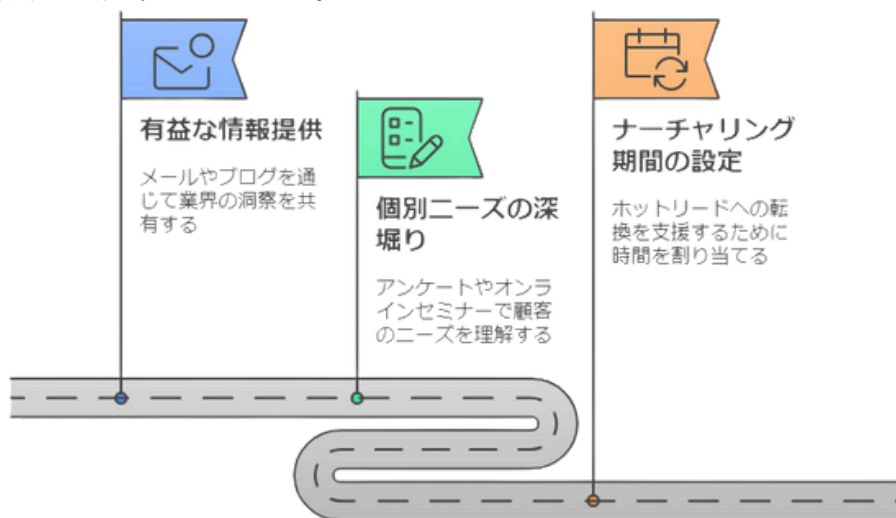 有益な情報提供
メールやブログを通
じて業界の洞察を共
有する
個別ニーズの深
堀り
アンケートやオンラ
インセミナーで顧客
のニーズを理解する
ナーチャリング
期間の設定
ホットリードへの転
換を支援するために
時間を割り当てる